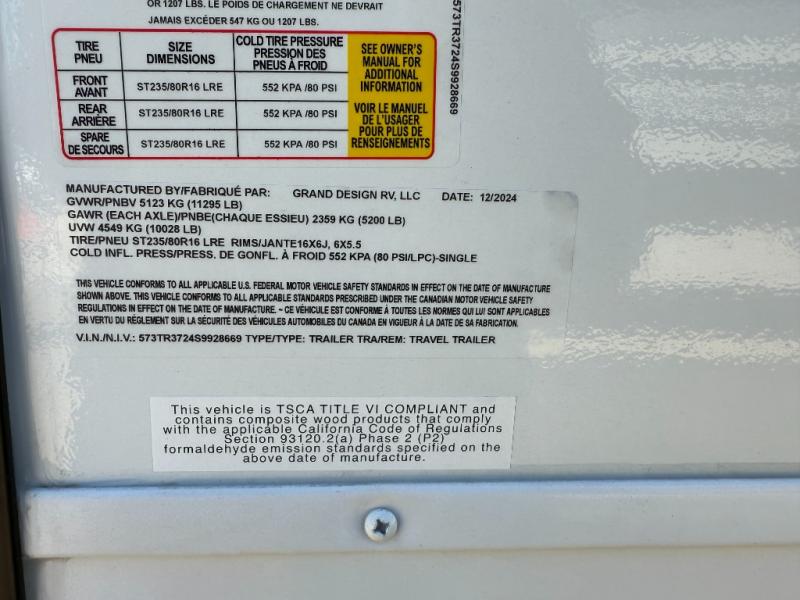 OR 1207 LBS. LE POIDS DE CHARGEMENT NE DEVRAIT
JAMAIS EXCÉDER 547 KG OU 1207 LBS.
TIRE
PNEU
SIZE
DIMENSIONS
COLD TIRE PRESSURE
PRESSION DES
PNEUS À FROID
SEE OWNER'S
MANUAL FOR
ADDITIONAL
INFORMATION
VOIR LE MANUEL
DE L'USAGER
POUR PLUS DE
RENSEIGNEMENTS
FRONT
AVANT
ST235/80R16 LRE
552 KPA /80 PSI
REAR
ARRIÈRE
ST235/80R16 LRE
552 KPA /80 PSI
SPARE
DE SECOURS
ST235/80R16 LRE
552 KPA /80 PSI
573TR3724S9928669
MANUFACTURED BY/FABRIQUÉ PAR: GRAND DESIGN RV, LLC DATE: 12/2024
GVWR/PNBV 5123 KG (11295 LB)
GAWR (EACH AXLE)/PNBE(CHAQUE ESSIEU) 2359 KG (5200 LB)
UVW 4549 KG (10028 LB)
TIRE/PNEU ST235/80R16 LRE RIMS/JANTE16X6J, 6X5.5
COLD INFL. PRESS/PRESS. DE GONFL. À FROID 552 KPA (80 PSI/LPC)-SINGLE
THIS VEHICLE CONFORMS TO ALL APPLICABLE U.S. FEDERAL MOTOR VEHICLE SAFETY STANDARDS IN EFFECT ON THE DATE OF MANUFACTURE
SHOWN ABOVE. THIS VEHICLE CONFORMS TO ALL APPLICABLE STANDARDS PRESCRIBED UNDER THE CANADIAN MOTOR VEHICLE SAFETY
REGULATIONS IN EFFECT ON THE DATE OF MANUFACTURE. ~ CE VÉHICULE EST CONFORME À TOUTES LES NORMES QUI LUI SONT APPLICABLES
EN VERTU DU RÉGLEMENT SUR LA SÉCURITÉ DES VÉHICULES AUTOMOBILES DU CANADA EN VIGUEUR À LA DATE DE SA FABRICATION.
V.I.N./N.I.V.: 573TR3724S9928669 TYPE/TYPE: TRAILER TRA/REM: TRAVEL TRAILER
This vehicle is TSCA TITLE VI COMPLIANT and
contains composite wood products that comply
with the applicable California Code of Regulations
Section 93120.2(a) Phase 2 (P2)
formaldehyde emission standards specified on the
above date of manufacture.